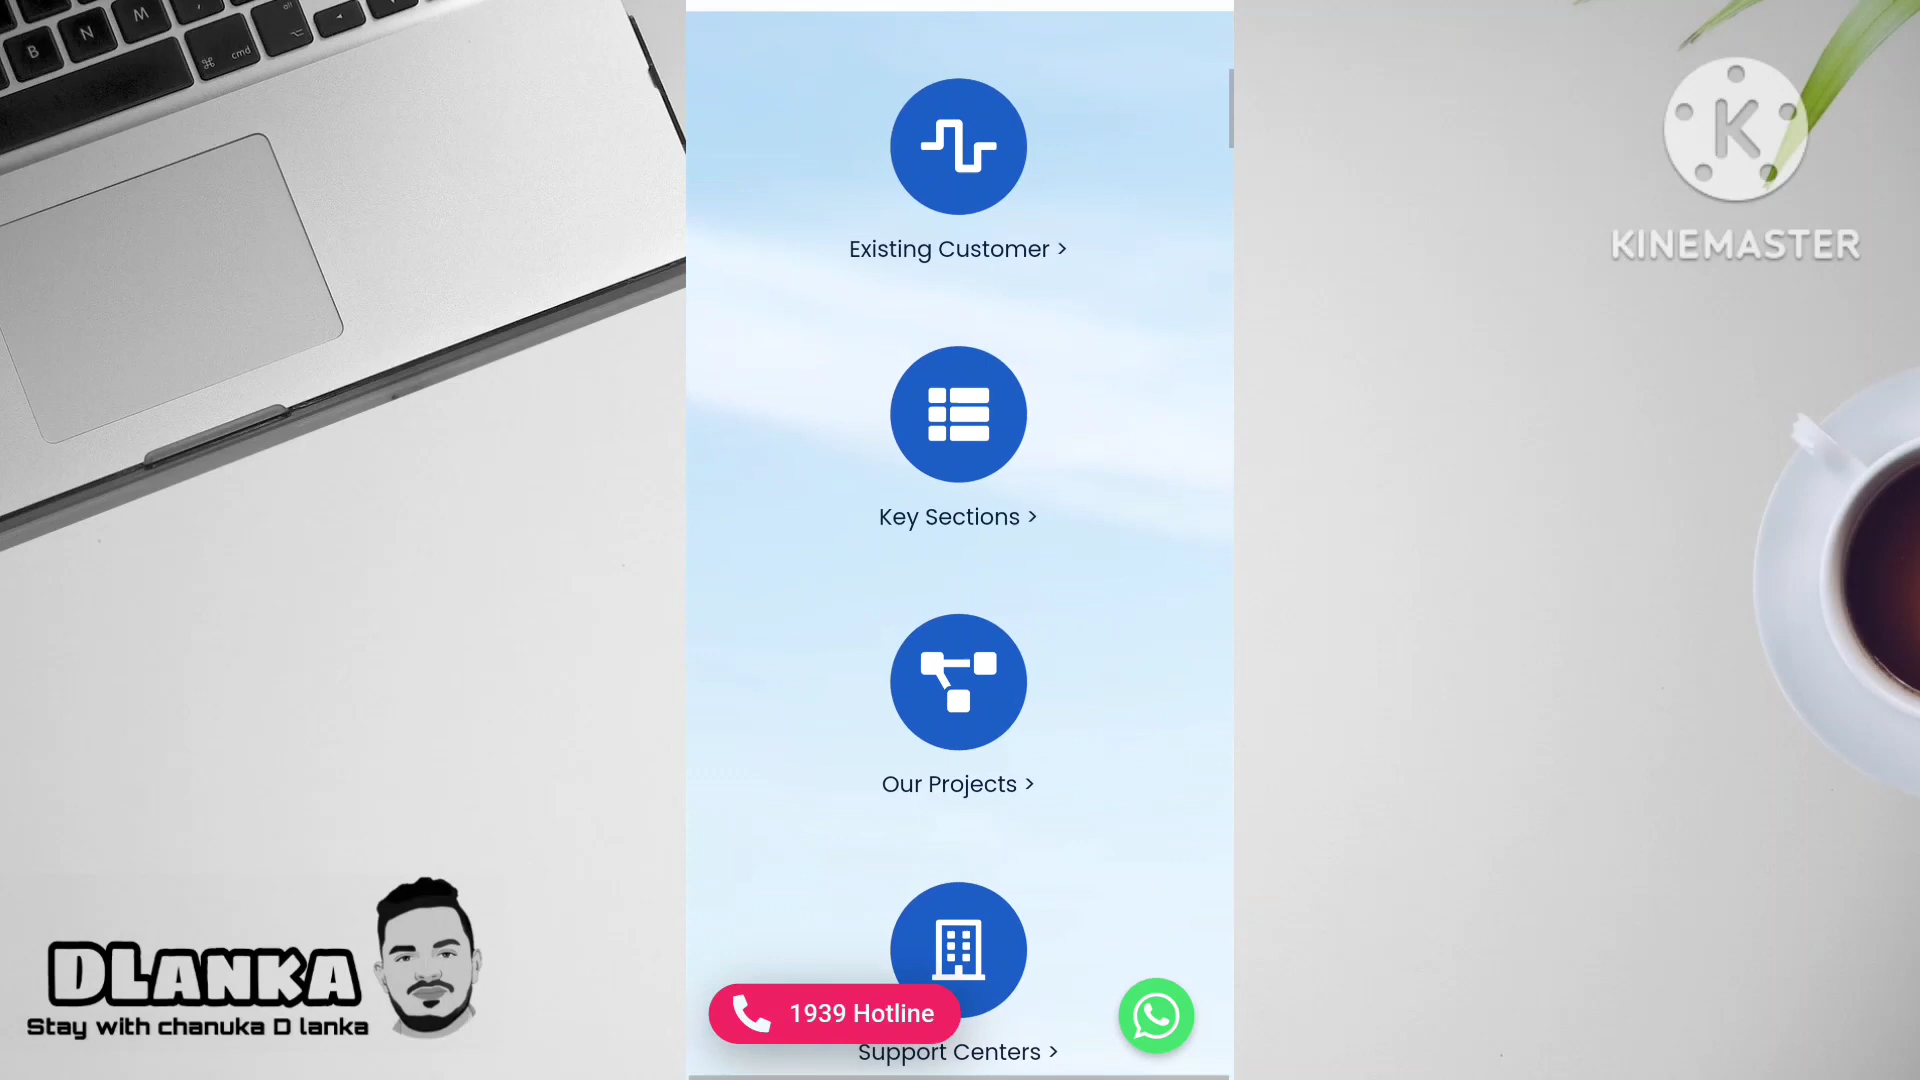 B
N
M
⌘ cmd
⌥
K
KINEMASTER
Existing Customer >
Key Sections >
Our Projects >
1939 Hotline
Support Centers >
DLANKA
Stay with chanuka D lanka